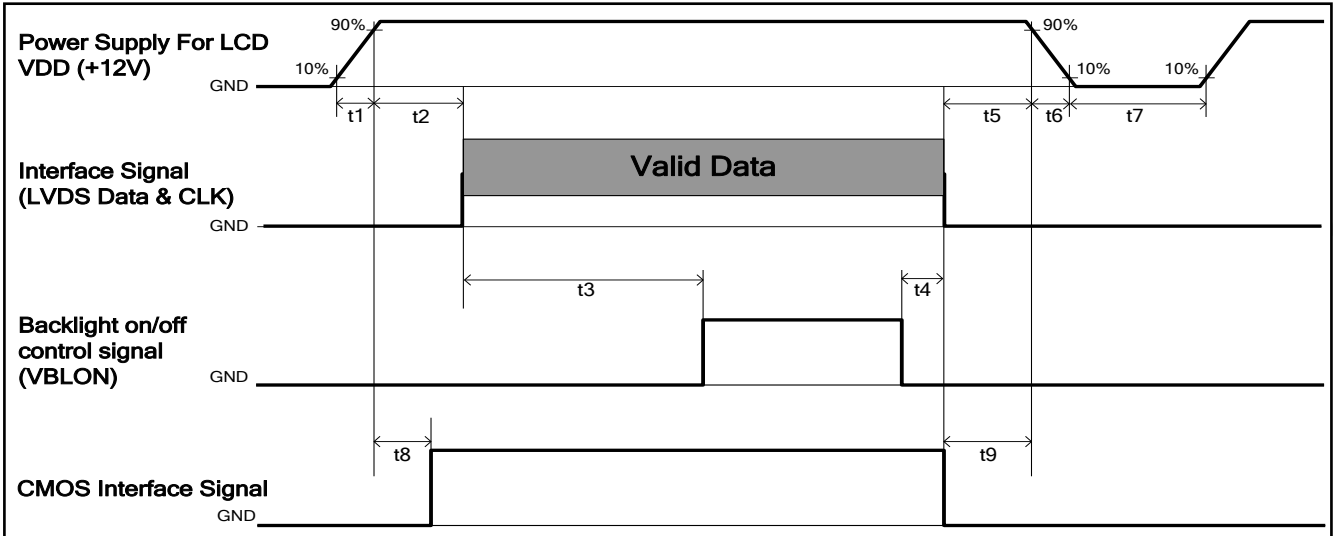 Power Supply For LCD
VDD (+12V)
GND
90%
10%
90%
10%
10%
t1
t2
t5
t6
t7
Interface Signal
(LVDS Data & CLK)
GND
Valid Data
t3
t4
Backlight on/off
control signal
(VBLON)
GND
t8
t9
CMOS Interface Signal
GND